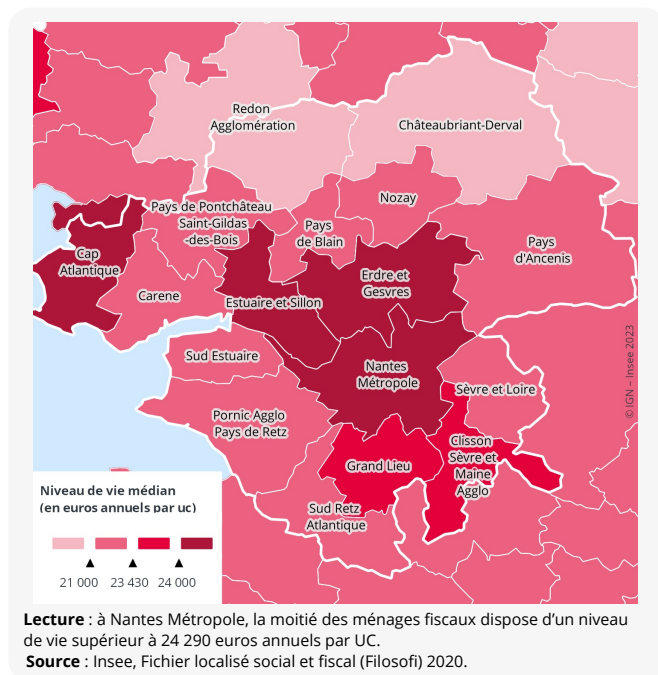 Redon
Agglomération
Châteaubriant-Derval
Nozay
Pays de Pontchâteau
Saint-Gildas
-des-Bois
Pays
de Blain
Pays
d'Ancenis
Cap
Atlantique
Erdre et
Gesvres
Carene
Estuaire et Sillon
Sud Estuaire
Nantes
Métropole
Sèvre et Loire
Pornic Agglo
Pays de Retz
Clisson
Sèvre et
Maine
Agglo
Grand Lieu
Sud Retz
Atlantique
© IGN – Insee 2023
Niveau de vie médian
(en euros annuels par uc)
21 000 23 430 24 000
Lecture : à Nantes Métropole, la moitié des ménages fiscaux dispose d’un niveau
de vie supérieur à 24 290 euros annuels par UC.
Source : Insee, Fichier localisé social et fiscal (Filosofi) 2020.